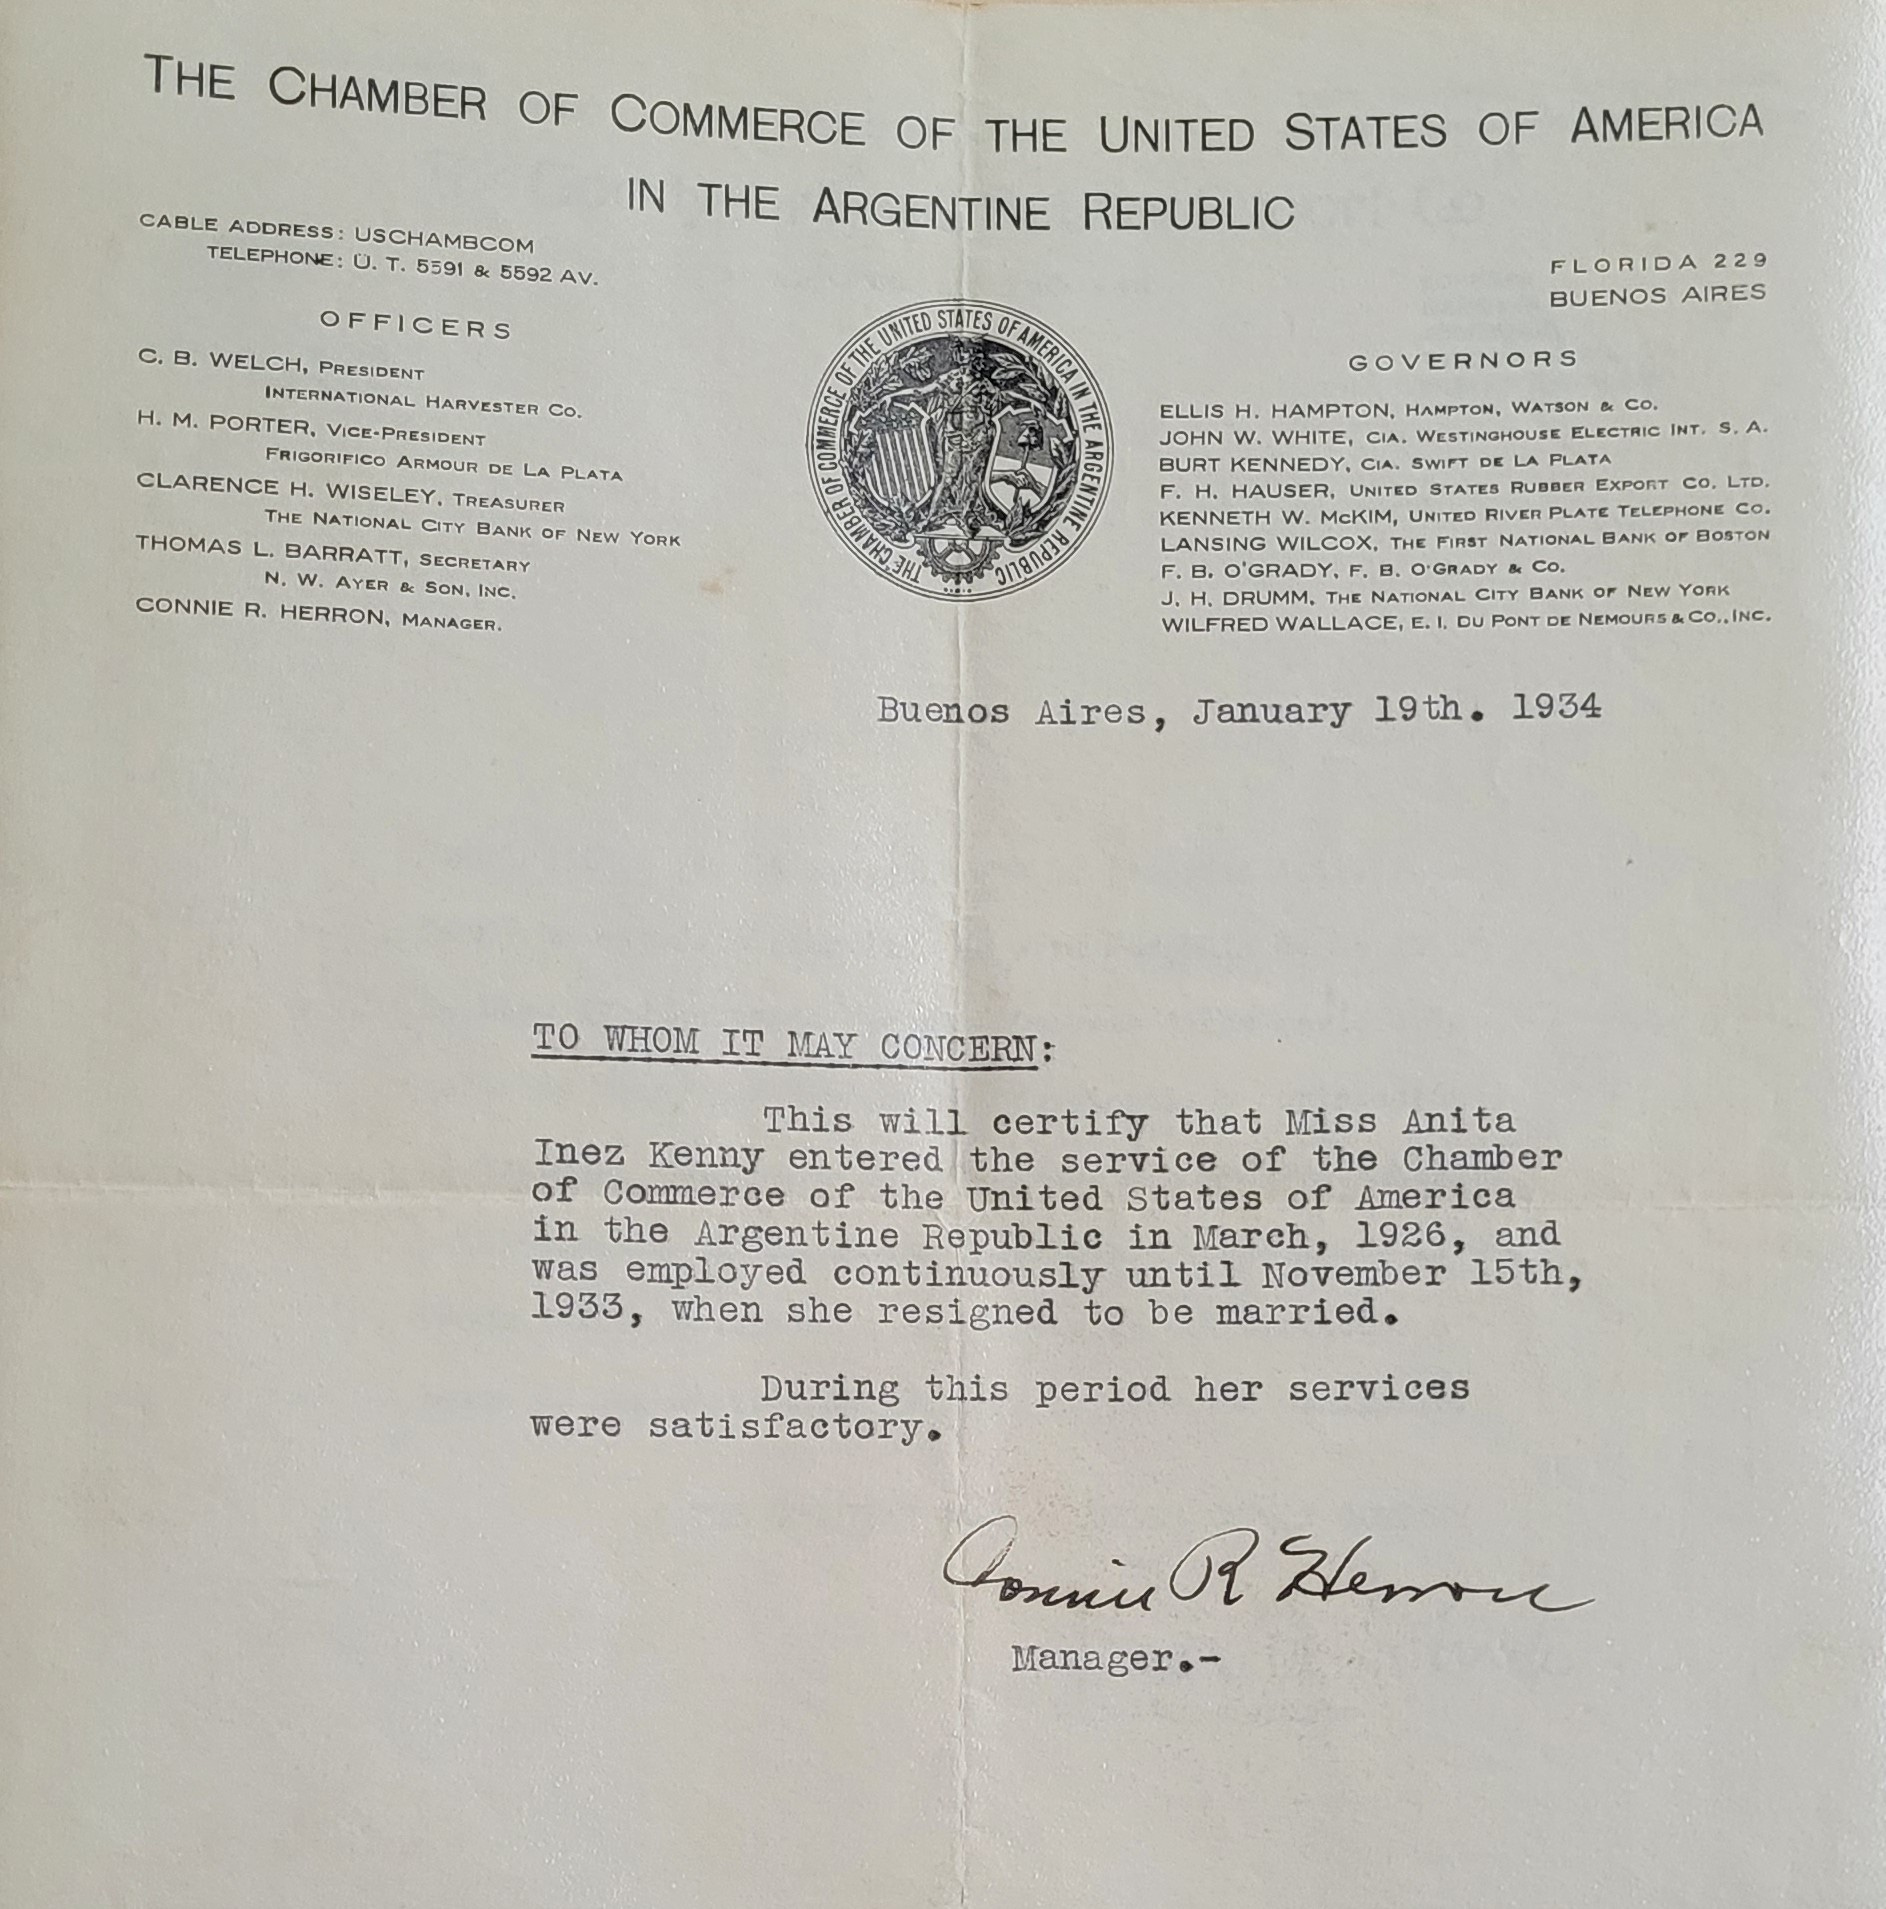 THE CHAMBER OF COMMERCE OF THE UNITED STATES OF AMERICA
IN THE ARGENTINE REPUBLIC
CABLE ADDRESS: USCHAMBCOM
TELEPHONE: U. T. 5591 & 5592 AV.
FLORIDA 229
BUENOS AIRES
OFFICERS
C. B. WELCH, PRESIDENT
INTERNATIONAL HARVESTER CO.
H. M. PORTER, VICE-PRESIDENT
FRIGORIFICO ARMOUR DE LA PLATA
CLARENCE H. WISELEY, TREASURER
THE NATIONAL CITY BANK OF NEW YORK
THOMAS L. BARRATT, SECRETARY
N. W. AYER & SON, INC.
CONNIE R. HERRON, MANAGER.
THE CHAMBER OF COMMERCE OF THE UNITED STATES OF AMERICA IN THE ARGENTINE REPUBLIC
GOVERNORS
ELLIS H. HAMPTON, HAMPTON, WATSON & CO.
JOHN W. WHITE, CIA. WESTINGHOUSE ELECTRIC INT. S. A.
BURT KENNEDY, CIA. SWIFT DE LA PLATA
F. H. HAUSER, UNITED STATES RUBBER EXPORT CO. LTD.
KENNETH W. McKIM, UNITED RIVER PLATE TELEPHONE CO.
LANSING WILCOX, THE FIRST NATIONAL BANK OF BOSTON
F. B. O'GRADY, F. B. O'GRADY & CO.
J. H. DRUMM, THE NATIONAL CITY BANK OF NEW YORK
WILFRED WALLACE, E. I. DU PONT DE NEMOURS & CO., INC.
Buenos Aires, January 19th. 1934
TO WHOM IT MAY CONCERN:
This will certify that Miss Anita
Inez Kenny entered the service of the Chamber
of Commerce of the United States of America
in the Argentine Republic in March, 1926, and
was employed continuously until November 15th,
1933, when she resigned to be married.
During this period her services
were satisfactory.
Connie R Herron
Manager.-